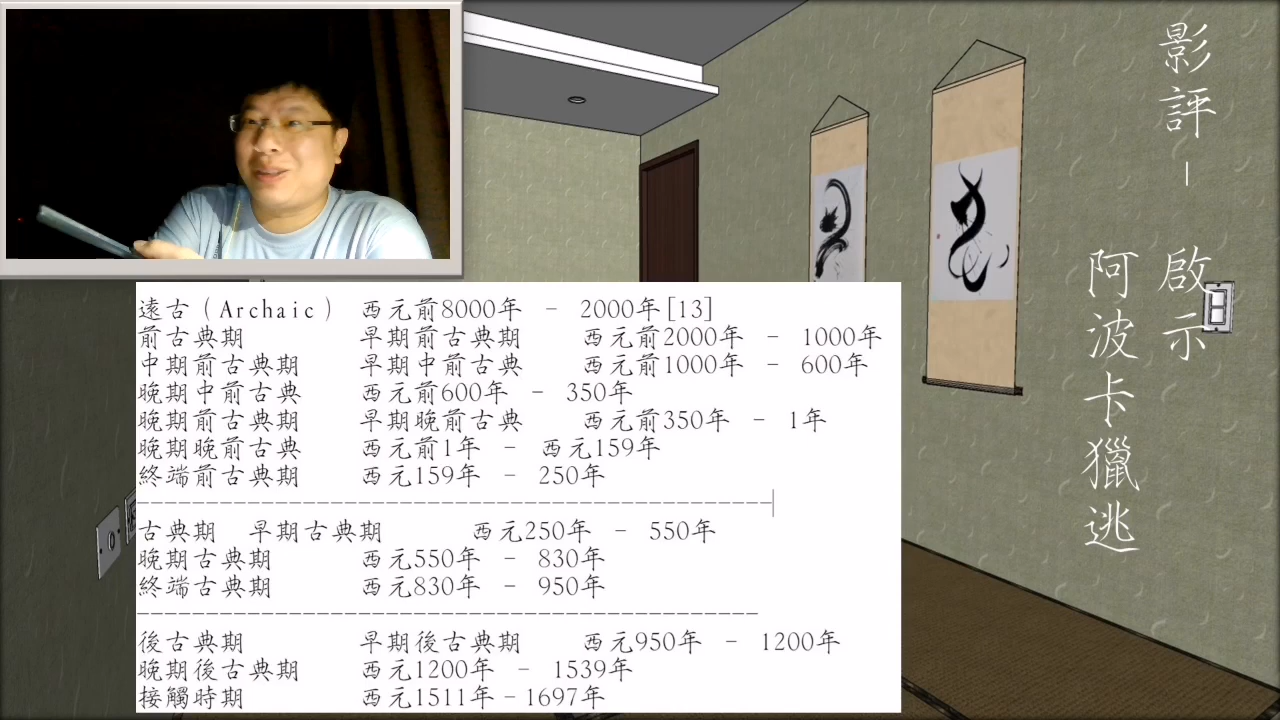 影評－
啟示
阿波卡獵逃
遠古（Archaic） 西元前8000年 － 2000年[13]
前古典期 早期前古典期 西元前2000年 － 1000年
中期前古典期 早期中前古典 西元前1000年 － 600年
晚期中前古典 西元前600年 － 350年
晚期前古典期 早期晚前古典 西元前350年 － 1年
晚期晚前古典 西元前1年 － 西元159年
終端前古典期 西元159年 － 250年
古典期 早期古典期 西元250年 － 550年
晚期古典期 西元550年 － 830年
終端古典期 西元830年 － 950年
後古典期 早期後古典期 西元950年 － 1200年
晚期後古典期 西元1200年 － 1539年
接觸時期 西元1511年－1697年